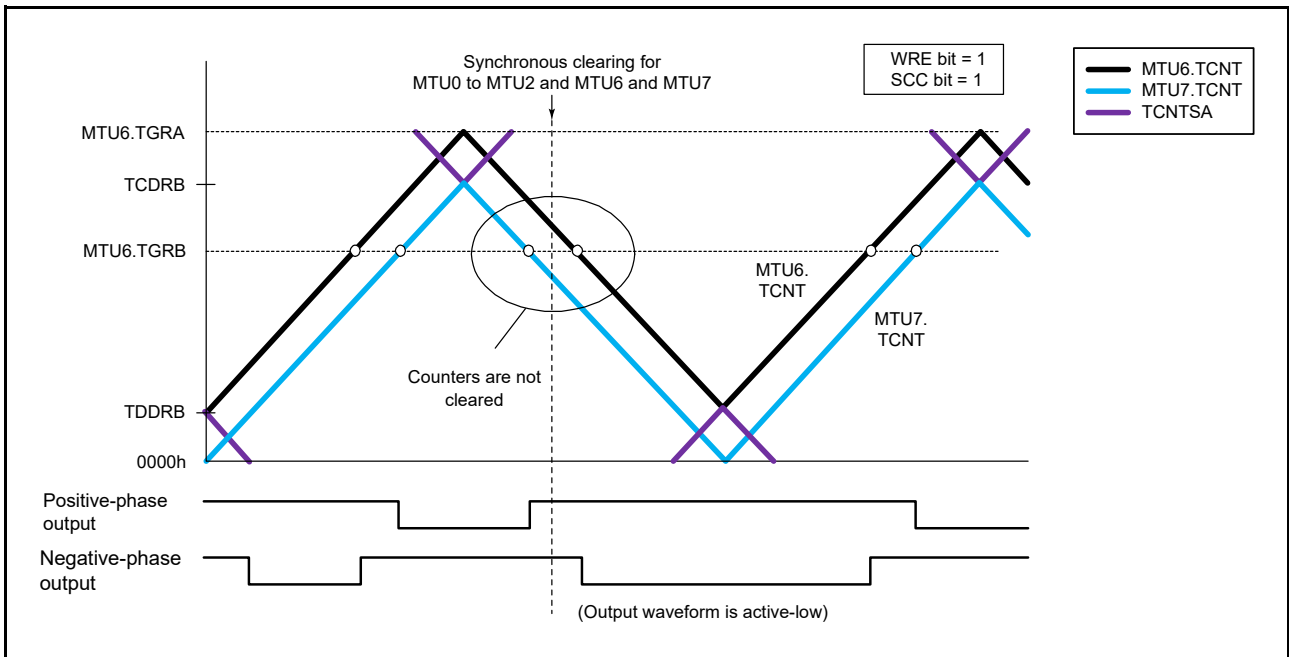 Synchronous clearing for
MTU0 to MTU2 and MTU6 and MTU7
WRE bit = 1
SCC bit = 1
MTU6.TCNT
MTU7.TCNT
TCNTSA
MTU6.TGRA
TCDRB
MTU6.TGRB
MTU6.
TCNT
MTU7.
TCNT
Counters are not
cleared
TDDRB
0000h
Positive-phase
output
Negative-phase
output
(Output waveform is active-low)